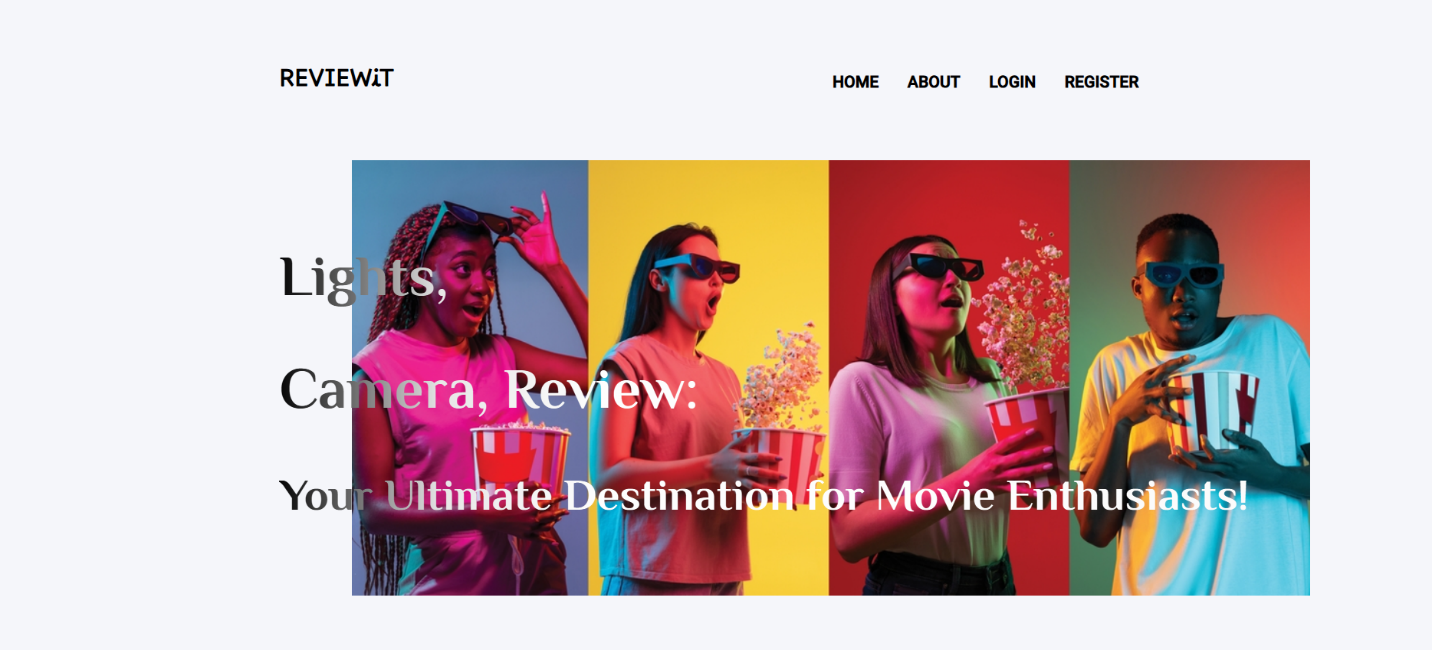 REVIEWiT
HOME ABOUT LOGIN REGISTER
Lights,
Camera, Review:
Your Ultimate Destination for Movie Enthusiasts!